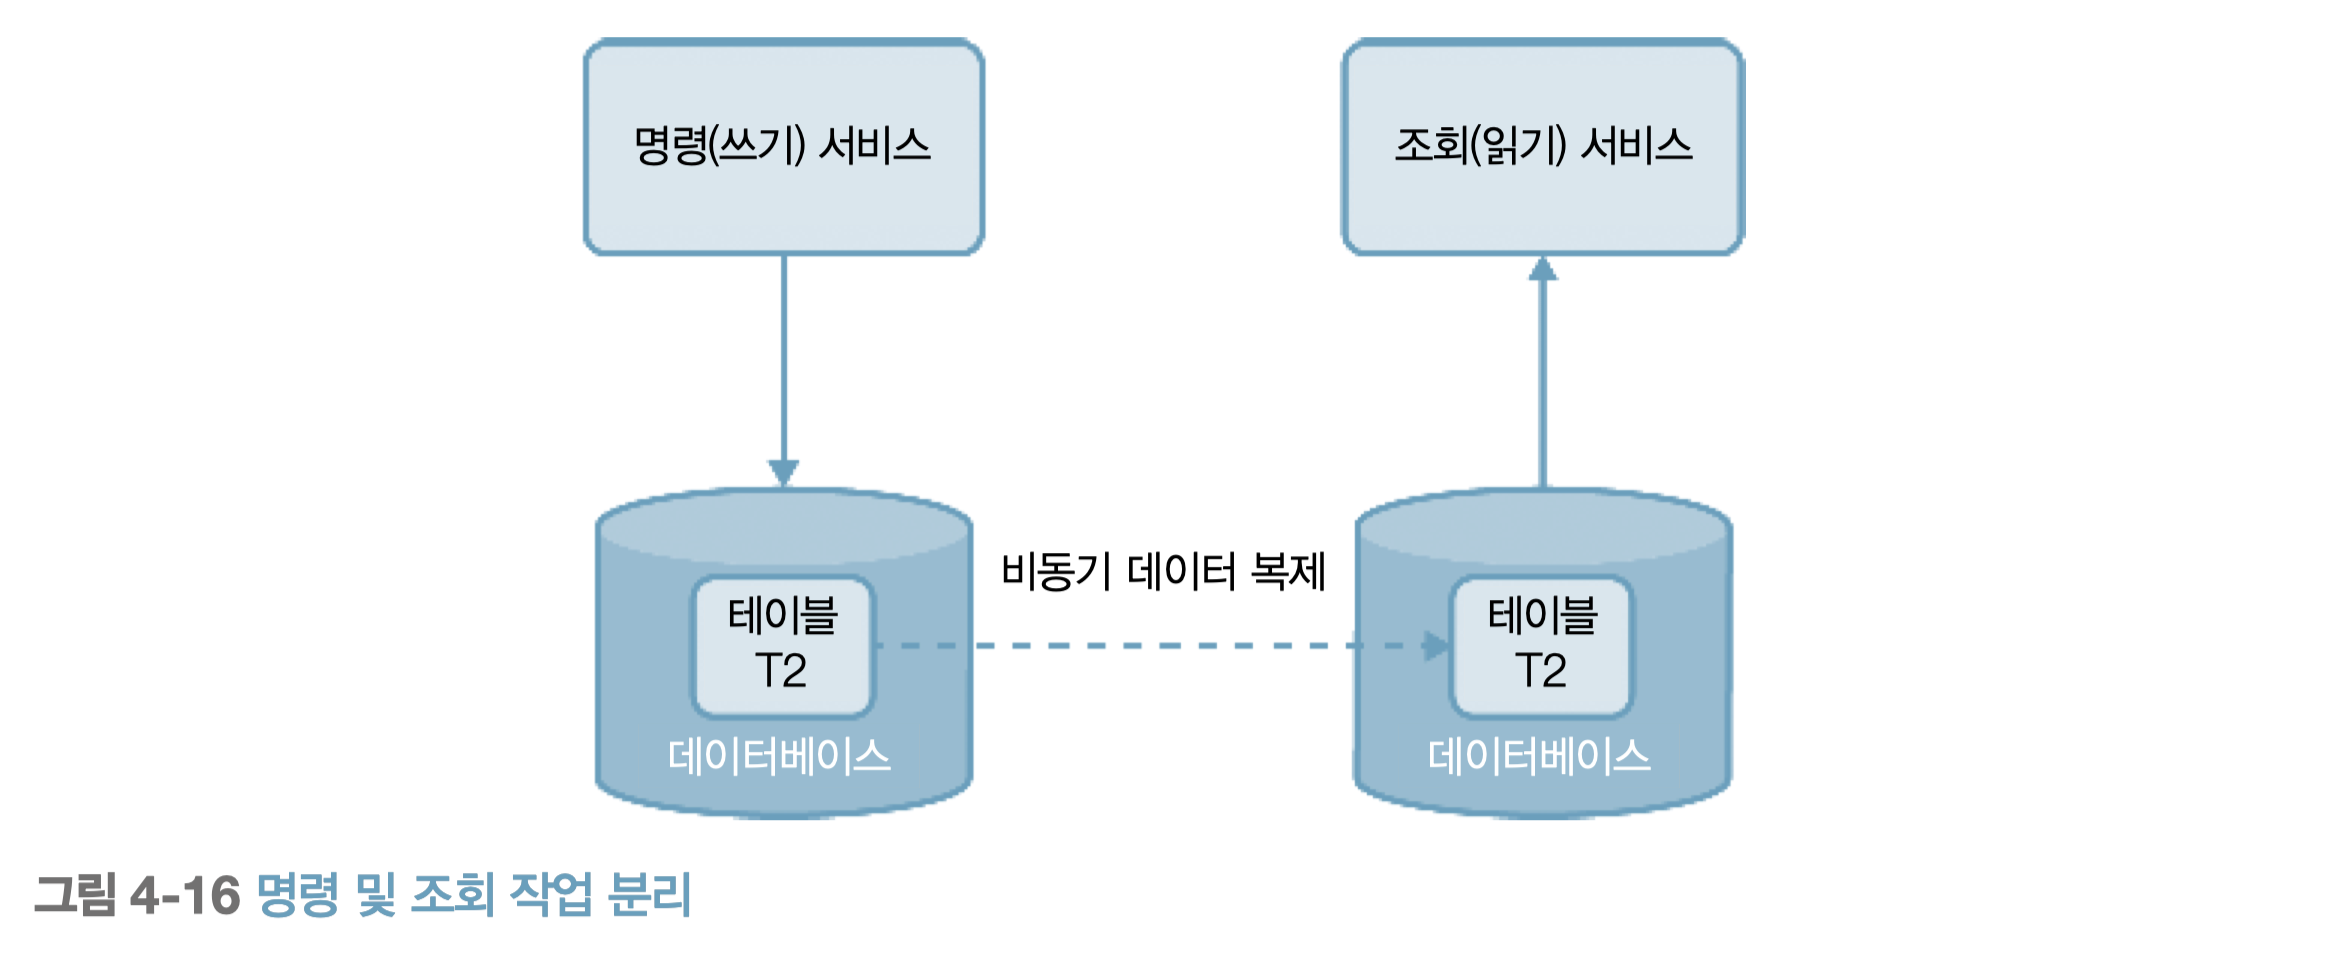 명령(쓰기) 서비스
조회(읽기) 서비스
비동기 데이터 복제
테이블
T2
데이터베이스
테이블
T2
데이터베이스
그림 4-16 명령 및 조회 작업 분리